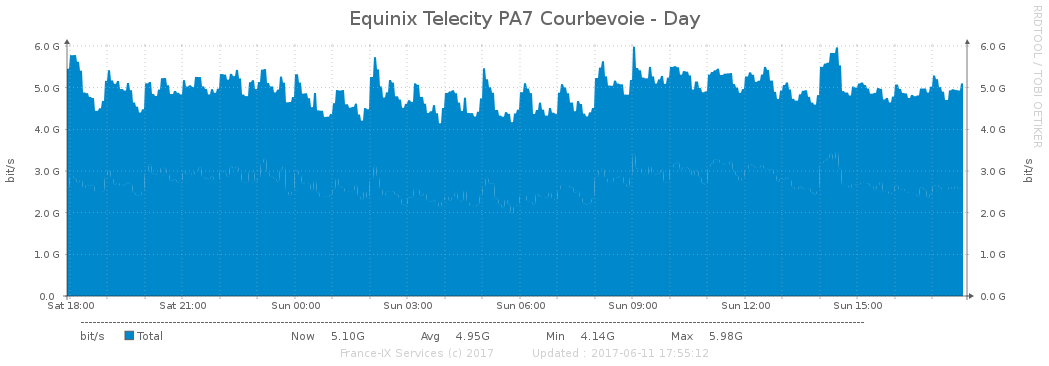 Equinix Telecity PA7 Courbevoie - Day
RRDTOOL / TOBI OETIKER
6.0 G 6.0 G
5.0 G 5.0 G
4.0 G 4.0 G
3.0 G 3.0 G
2.0 G 2.0 G
1.0 G 1.0 G
0.0 0.0 G
bit/s bit/s
Sat 18:00 Sat 21:00 Sun 00:00 Sun 03:00 Sun 06:00 Sun 09:00 Sun 12:00 Sun 15:00
bit/s Total Now 5.10G Avg 4.95G Min 4.14G Max 5.98G
France-IX Services (c) 2017 Updated : 2017-06-11 17:55:12